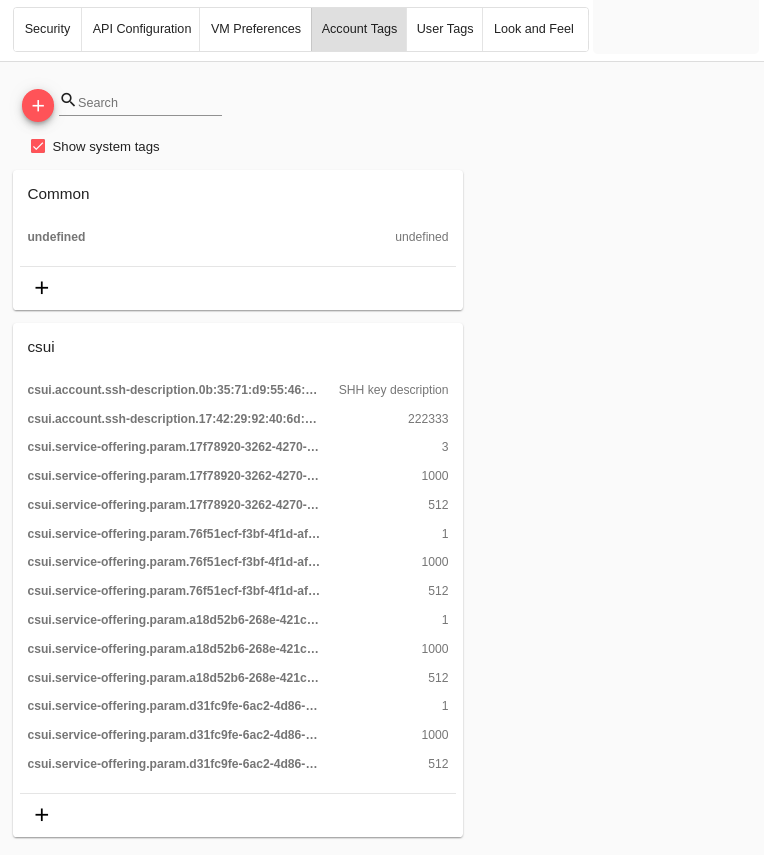 Security API Configuration VM Preferences Account Tags User Tags Look and Feel
Search
Show system tags
Common
undefined undefined
csui
csui.account.ssh-description.0b:35:71:d9:55:46:... SHH key description
csui.account.ssh-description.17:42:29:92:40:6d:... 222333
csui.service-offering.param.17f78920-3262-4270-... 3
csui.service-offering.param.17f78920-3262-4270-... 1000
csui.service-offering.param.17f78920-3262-4270-... 512
csui.service-offering.param.76f51ecf-f3bf-4f1d-af... 1
csui.service-offering.param.76f51ecf-f3bf-4f1d-af... 1000
csui.service-offering.param.76f51ecf-f3bf-4f1d-af... 512
csui.service-offering.param.a18d52b6-268e-421c... 1
csui.service-offering.param.a18d52b6-268e-421c... 1000
csui.service-offering.param.a18d52b6-268e-421c... 512
csui.service-offering.param.d31fc9fe-6ac2-4d86-... 1
csui.service-offering.param.d31fc9fe-6ac2-4d86-... 1000
csui.service-offering.param.d31fc9fe-6ac2-4d86-... 512